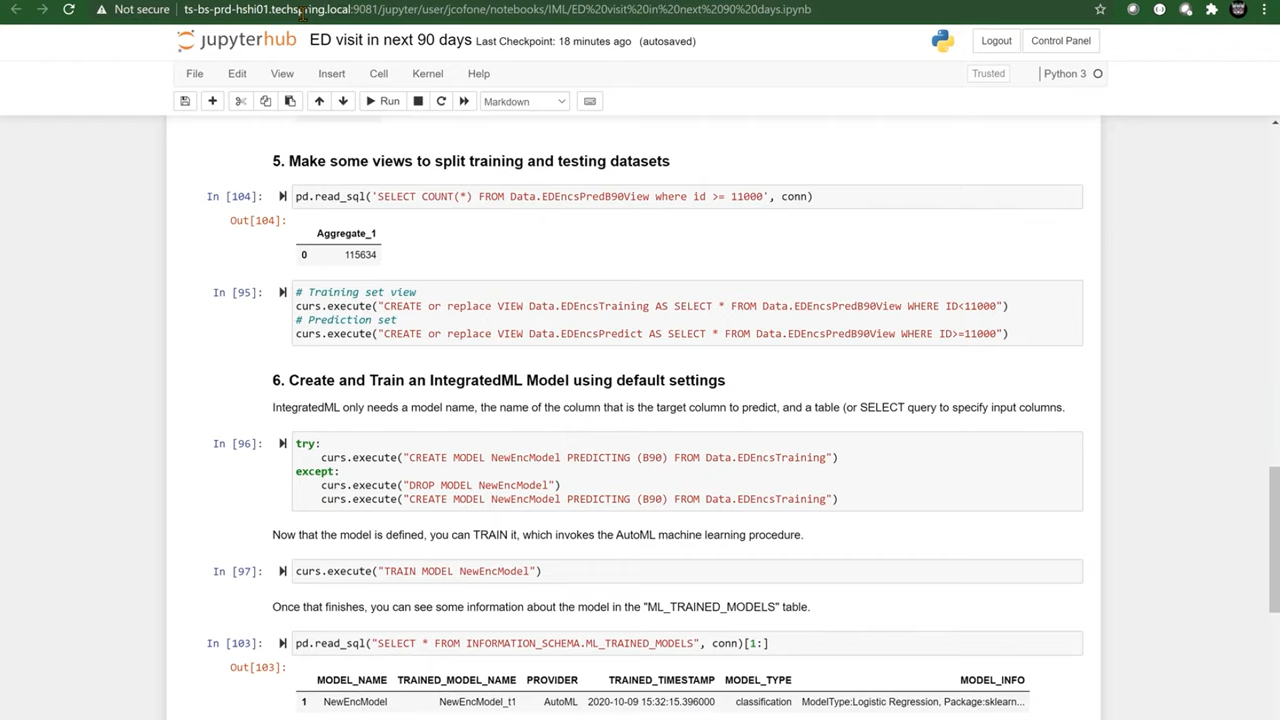 Not secure ts-bs-prd-hshi01.techspring.local:9081/jupyter/user/jcofone/notebooks/IML/ED%20visit%20in%20next%2090%20days.ipynb
jupyterhub ED visit in next 90 days Last Checkpoint: 18 minutes ago (autosaved) Logout Control Panel
File Edit View Insert Cell Kernel Help Trusted Python 3
Run Markdown
5. Make some views to split training and testing datasets
In [104]: pd.read_sql('SELECT COUNT(*) FROM Data.EDEncsPredB90View where id >= 11000', conn)
Out[104]:
Aggregate_1
0 115634
In [95]: # Training set view
curs.execute("CREATE or replace VIEW Data.EDEncsTraining AS SELECT * FROM Data.EDEncsPredB90View WHERE ID<11000")
# Prediction set
curs.execute("CREATE or replace VIEW Data.EDEncsPredict AS SELECT * FROM Data.EDEncsPredB90View WHERE ID>=11000")
6. Create and Train an IntegratedML Model using default settings
IntegratedML only needs a model name, the name of the column that is the target column to predict, and a table (or SELECT query to specify input columns.
In [96]: try:
curs.execute("CREATE MODEL NewEncModel PREDICTING (B90) FROM Data.EDEncsTraining")
except:
curs.execute("DROP MODEL NewEncModel")
curs.execute("CREATE MODEL NewEncModel PREDICTING (B90) FROM Data.EDEncsTraining")
Now that the model is defined, you can TRAIN it, which invokes the AutoML machine learning procedure.
In [97]: curs.execute("TRAIN MODEL NewEncModel")
Once that finishes, you can see some information about the model in the "ML_TRAINED_MODELS" table.
In [103]: pd.read_sql("SELECT * FROM INFORMATION_SCHEMA.ML_TRAINED_MODELS", conn)[1:]
Out[103]:
MODEL_NAME TRAINED_MODEL_NAME PROVIDER TRAINED_TIMESTAMP MODEL_TYPE MODEL_INFO
1 NewEncModel NewEncModel_t1 AutoML 2020-10-09 15:32:15.396000 classification ModelType:Logistic Regression, Package:sklearn...